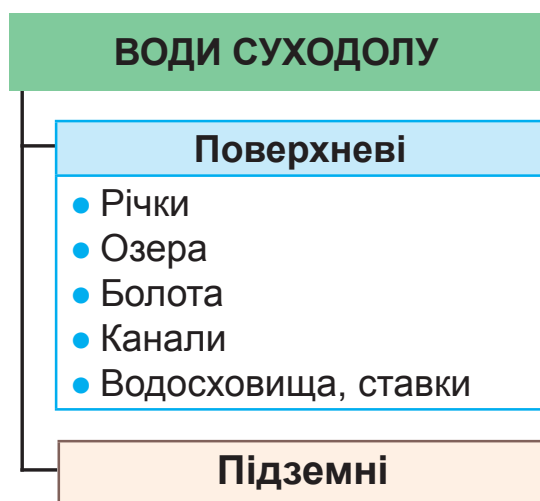 ВОДИ СУХОДОЛУ
Поверхневі
● Річки
● Озера
● Болота
● Канали
● Водосховища, ставки
Підземні